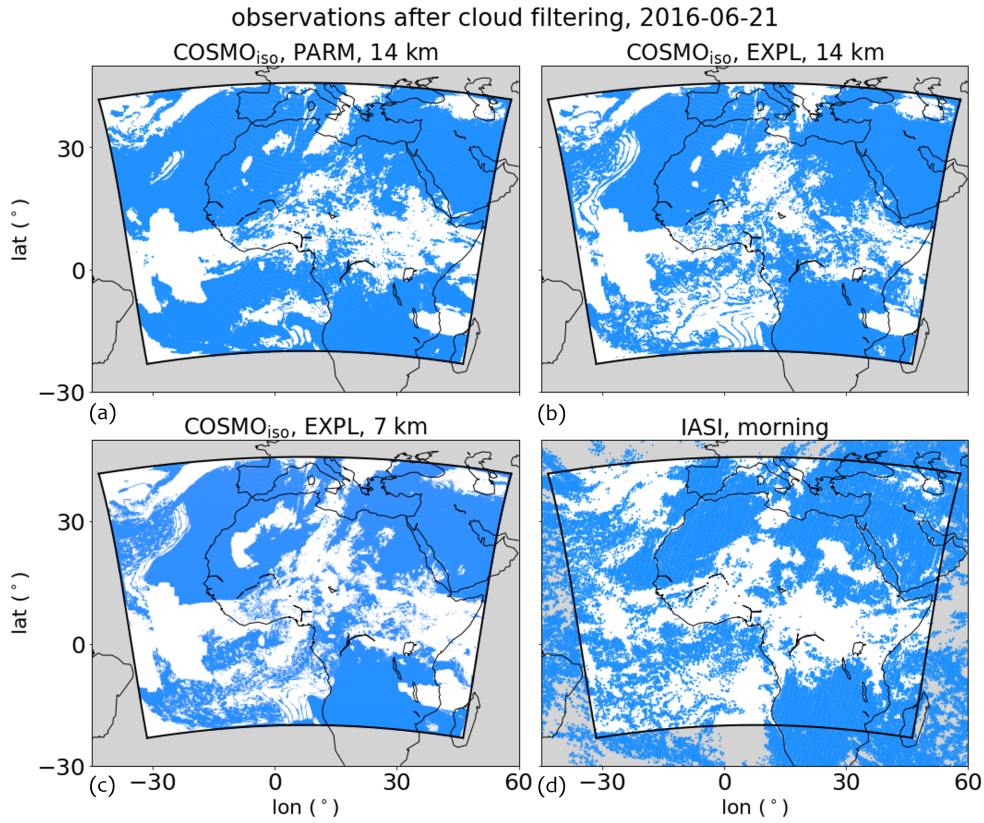 observations after cloud filtering, 2016-06-21
COSMOiso, PARM, 14 km
COSMOiso, EXPL, 14 km
lat (°)
30
0
−30
(a)
(b)
COSMOiso, EXPL, 7 km
IASI, morning
lat (°)
30
0
−30
(c)
(d)
−30
0
30
60
−30
0
30
60
lon (°)
lon (°)